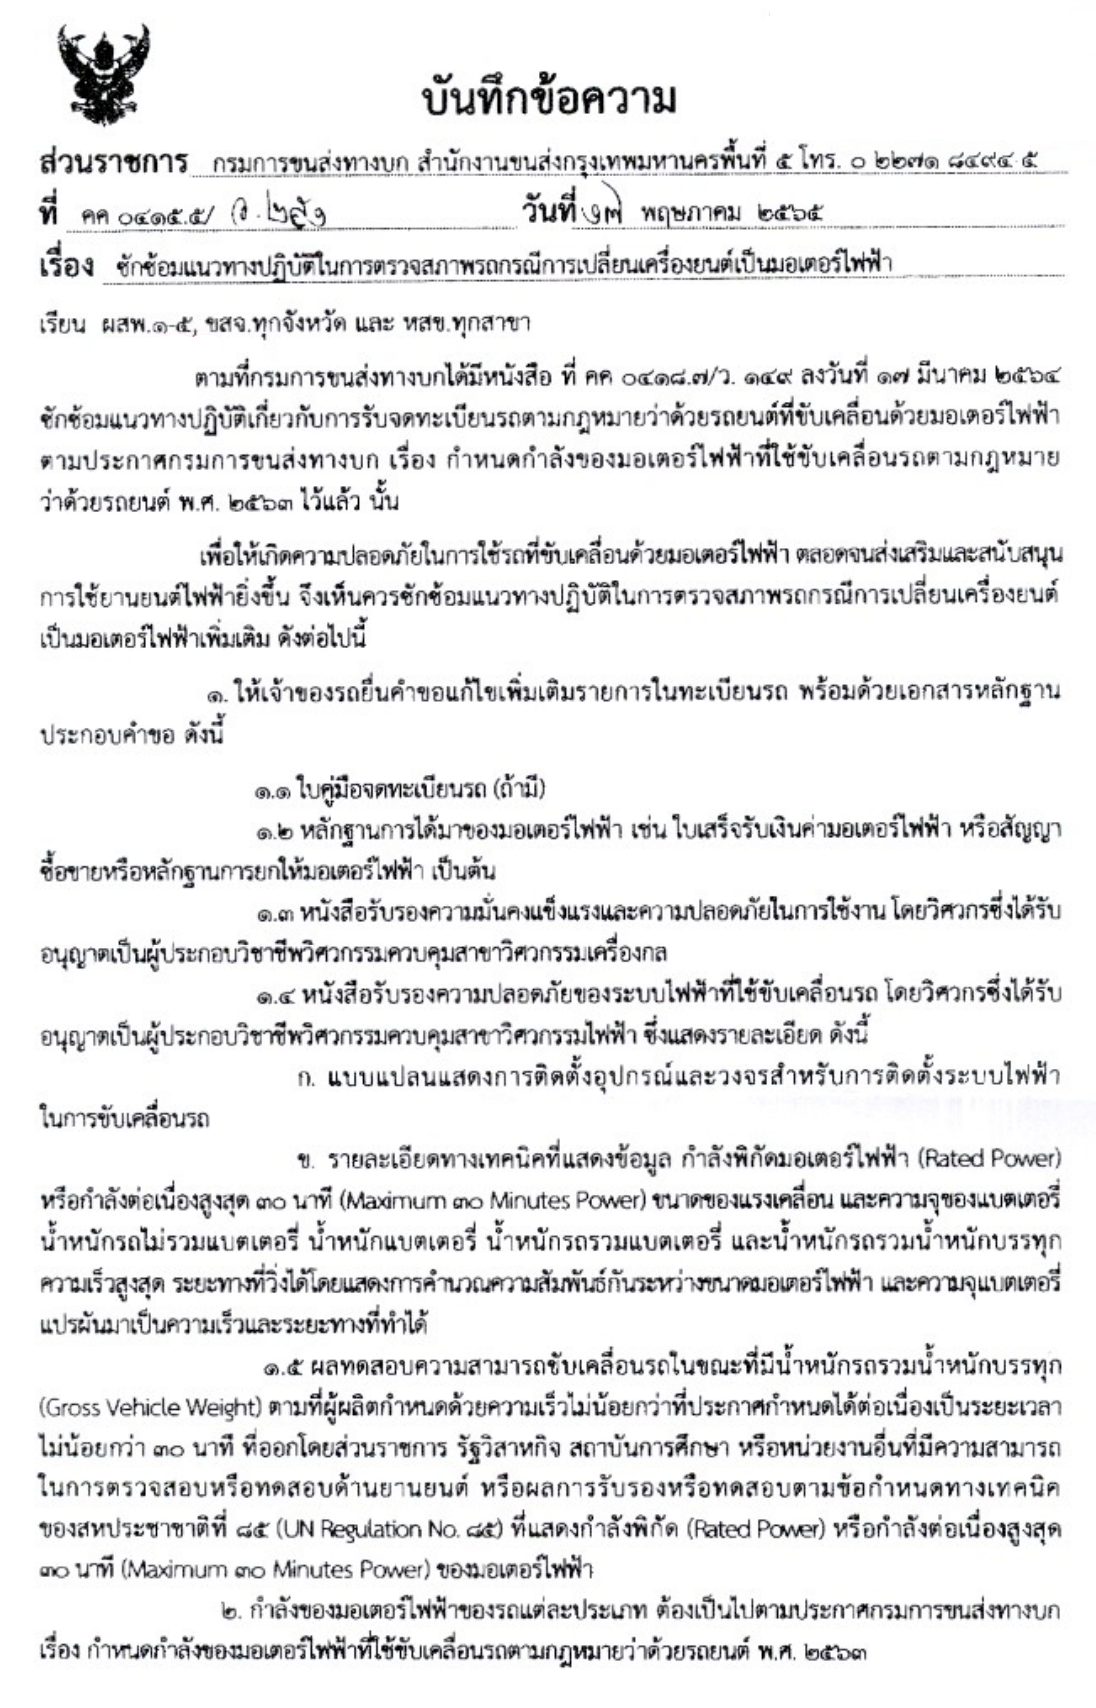 บันทึกข้อความ
ส่วนราชการ กรมการขนส่งทางบก สำนักงานขนส่งกรุงเทพมหานครพื้นที่ ๕ โทร. ๐ ๒๒๗๑ ๘๔๙๔-๕
ที่ คค ๐๔๑๕.๕/ วันที่ ๑๗ พฤษภาคม ๒๕๖๕
เรื่อง ซักซ้อมแนวทางปฏิบัติในการตรวจสภาพรถกรณีการเปลี่ยนเครื่องยนต์เป็นมอเตอร์ไฟฟ้า
เรียน ผสพ.๑-๕, ขสจ.ทุกจังหวัด และ หสข.ทุกสาขา
ตามที่กรมการขนส่งทางบกได้มีหนังสือ ที่ คค ๐๔๑๘.๗/ว. ๑๔๙ ลงวันที่ ๑๗ มีนาคม ๒๕๖๔
ซักซ้อมแนวทางปฏิบัติเกี่ยวกับการรับจดทะเบียนรถตามกฎหมายว่าด้วยรถยนต์ที่ขับเคลื่อนด้วยมอเตอร์ไฟฟ้า
ตามประกาศกรมการขนส่งทางบก เรื่อง กำหนดกำลังของมอเตอร์ไฟฟ้าที่ใช้ขับเคลื่อนรถตามกฎหมาย
ว่าด้วยรถยนต์ พ.ศ. ๒๕๖๓ ไว้แล้ว นั้น
เพื่อให้เกิดความปลอดภัยในการใช้รถที่ขับเคลื่อนด้วยมอเตอร์ไฟฟ้า ตลอดจนส่งเสริมและสนับสนุน
การใช้ยานยนต์ไฟฟ้ายิ่งขึ้น จึงเห็นควรซักซ้อมแนวทางปฏิบัติในการตรวจสภาพรถกรณีการเปลี่ยนเครื่องยนต์
เป็นมอเตอร์ไฟฟ้าเพิ่มเติม ดังต่อไปนี้
๑. ให้เจ้าของรถยื่นคำขอแก้ไขเพิ่มเติมรายการในทะเบียนรถ พร้อมด้วยเอกสารหลักฐาน
ประกอบคำขอ ดังนี้
๑.๑ ใบคู่มือจดทะเบียนรถ (ถ้ามี)
๑.๒ หลักฐานการได้มาของมอเตอร์ไฟฟ้า เช่น ใบเสร็จรับเงินค่ามอเตอร์ไฟฟ้า หรือสัญญา
ซื้อขายหรือหลักฐานการยกให้มอเตอร์ไฟฟ้า เป็นต้น
๑.๓ หนังสือรับรองความมั่นคงแข็งแรงและความปลอดภัยในการใช้งาน โดยวิศวกรซึ่งได้รับ
อนุญาตเป็นผู้ประกอบวิชาชีพวิศวกรรมควบคุมสาขาวิศวกรรมเครื่องกล
๑.๔ หนังสือรับรองความปลอดภัยของระบบไฟฟ้าที่ใช้ขับเคลื่อนรถ โดยวิศวกรซึ่งได้รับ
อนุญาตเป็นผู้ประกอบวิชาชีพวิศวกรรมควบคุมสาขาวิศวกรรมไฟฟ้า ซึ่งแสดงรายละเอียด ดังนี้
ก. แบบแปลนแสดงการติดตั้งอุปกรณ์และวงจรสำหรับการติดตั้งระบบไฟฟ้า
ในการขับเคลื่อนรถ
ข. รายละเอียดทางเทคนิคที่แสดงข้อมูล กำลังพิกัดมอเตอร์ไฟฟ้า (Rated Power)
หรือกำลังต่อเนื่องสูงสุด ๓๐ นาที (Maximum ๓๐ Minutes Power) ขนาดของแรงเคลื่อน และความจุของแบตเตอรี่
น้ำหนักรถไม่รวมแบตเตอรี่ น้ำหนักแบตเตอรี่ น้ำหนักรถรวมแบตเตอรี่ และน้ำหนักรถรวมน้ำหนักบรรทุก
ความเร็วสูงสุด ระยะทางที่วิ่งได้โดยแสดงการคำนวณความสัมพันธ์กันระหว่างขนาดมอเตอร์ไฟฟ้า และความจุแบตเตอรี่
แปรผันมาเป็นความเร็วและระยะทางที่ทำได้
๑.๕ ผลทดสอบความสามารถขับเคลื่อนรถในขณะที่มีน้ำหนักรถรวมน้ำหนักบรรทุก
(Gross Vehicle Weight) ตามที่ผู้ผลิตกำหนดด้วยความเร็วไม่น้อยกว่าที่ประกาศกำหนดได้ต่อเนื่องเป็นระยะเวลา
ไม่น้อยกว่า ๓๐ นาที ที่ออกโดยส่วนราชการ รัฐวิสาหกิจ สถาบันการศึกษา หรือหน่วยงานอื่นที่มีความสามารถ
ในการตรวจสอบหรือทดสอบด้านยานยนต์ หรือผลการรับรองหรือทดสอบตามข้อกำหนดทางเทคนิค
ของสหประชาชาติที่ ๘๕ (UN Regulation No. ๘๕) ที่แสดงกำลังพิกัด (Rated Power) หรือกำลังต่อเนื่องสูงสุด
๓๐ นาที (Maximum ๓๐ Minutes Power) ของมอเตอร์ไฟฟ้า
๒. กำลังของมอเตอร์ไฟฟ้าของรถแต่ละประเภท ต้องเป็นไปตามประกาศกรมการขนส่งทางบก
เรื่อง กำหนดกำลังของมอเตอร์ไฟฟ้าที่ใช้ขับเคลื่อนรถตามกฎหมายว่าด้วยรถยนต์ พ.ศ. ๒๕๖๓